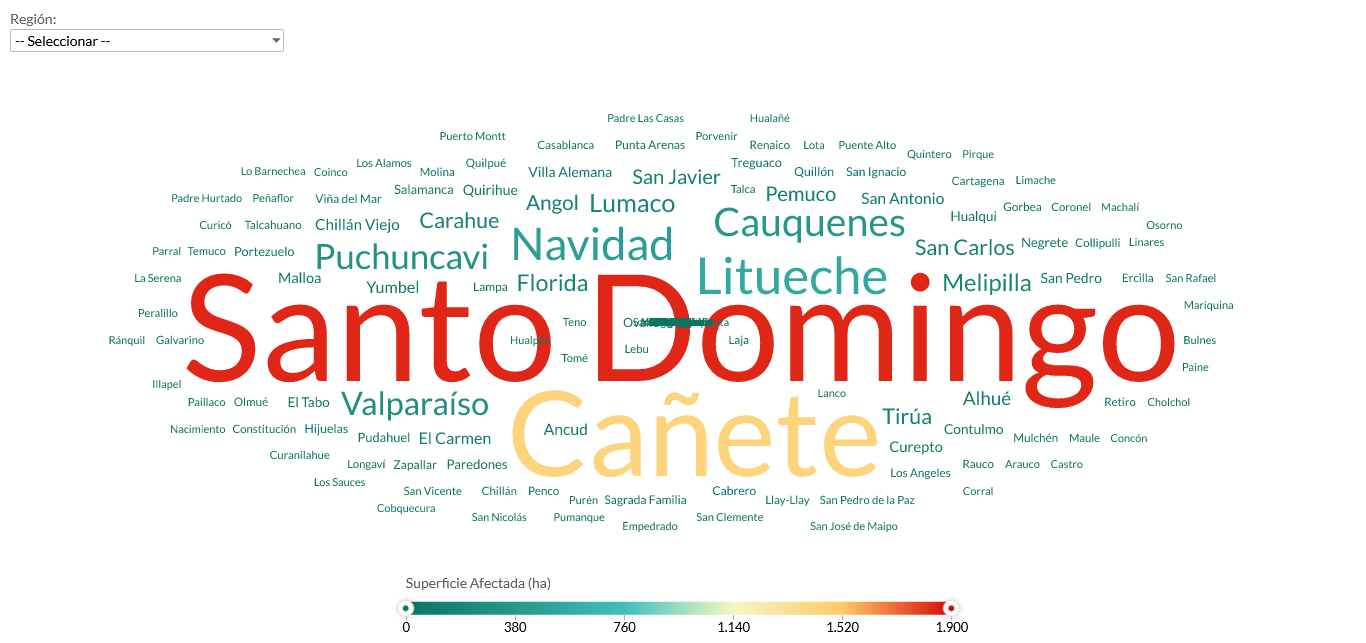 Región:
-- Seleccionar --
Padre Las Casas Hualañé
Puerto Montt Porvenir
Casablanca Punta Arenas Renaico Lota Puente Alto
Quintero Pirque
Los Alamos Quilpué Treguaco
Lo Barnechea Coinco Molina Villa Alemana San Javier Quillón San Ignacio
Cartagena Limache
Salamanca Quirihue Talca Pemuco
Padre Hurtado Peñaflor Viña del Mar Angol Lumaco San Antonio
Gorbea Coronel Machalí
Curicó Talcahuano Chillán Viejo Carahue Cauquenes Hualqui Osorno
Parral Temuco Portezuelo Puchuncavi Navidad San Carlos Negrete Collipulli Linares
La Serena Malloa Yumbel Lampa Florida Litueche Melipilla San Pedro Ercilla San Rafael
Mariquina
Peralillo Santo Domingo
Teno
Ránquil Galvarino Hualpén Laja Bulnes
Lebu
Tomé Paine
Illapel
Lanco
Paillaco Olmué El Tabo Valparaíso Alhué Retiro Cholchol
Tirúa
Nacimiento Constitución Hijuelas Ancud Cañete Contulmo
Pudahuel El Carmen Mulchén Maule Concón
Curepto
Curanilahue Longaví Zapallar Paredones Rauco Arauco Castro
Los Angeles
Los Sauces San Vicente Chillán Penco Cabrero Corral
Purén Sagrada Familia Llay-Llay San Pedro de la Paz
Cobquecura
San Nicolás Pumanque San Clemente
Empedrado San José de Maipo
Superficie Afectada (ha)
0 380 760 1.140 1.520 1.900